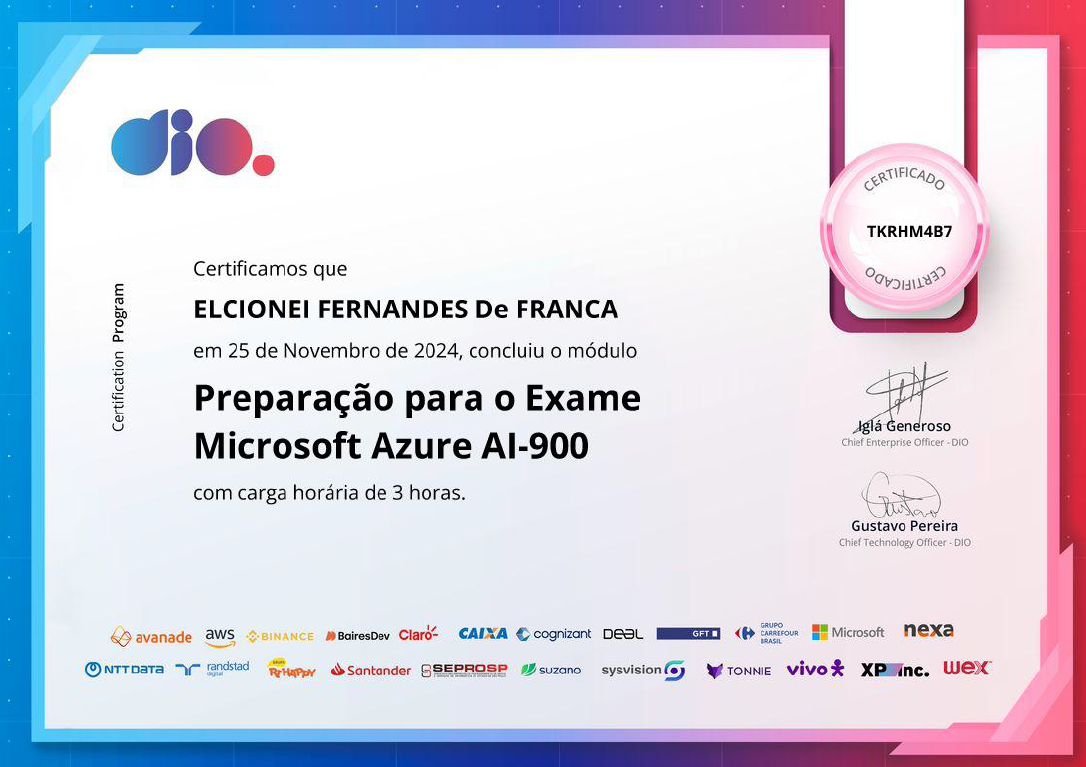 dio.
CERTIFICADO
TKRHM4B7
CERTIFICADO
Certification Program
Certificamos que
ELCIONEI FERNANDES De FRANCA
em 25 de Novembro de 2024, concluiu o módulo
Preparação para o Exame
Microsoft Azure AI-900
com carga horária de 3 horas.
Iglá Generoso
Chief Enterprise Officer - DIO
Gustavo Pereira
Chief Technology Officer - DIO
avanade aws BINANCE BairesDev Claro CAIXA cognizant DEAL GFT GRUPO CARREFOUR BRASIL Microsoft nexa
NTT DATA randstad digital GRUPO RiHappy Santander SEPROSP suzano sysvision TONNIE vivo XP inc. wex